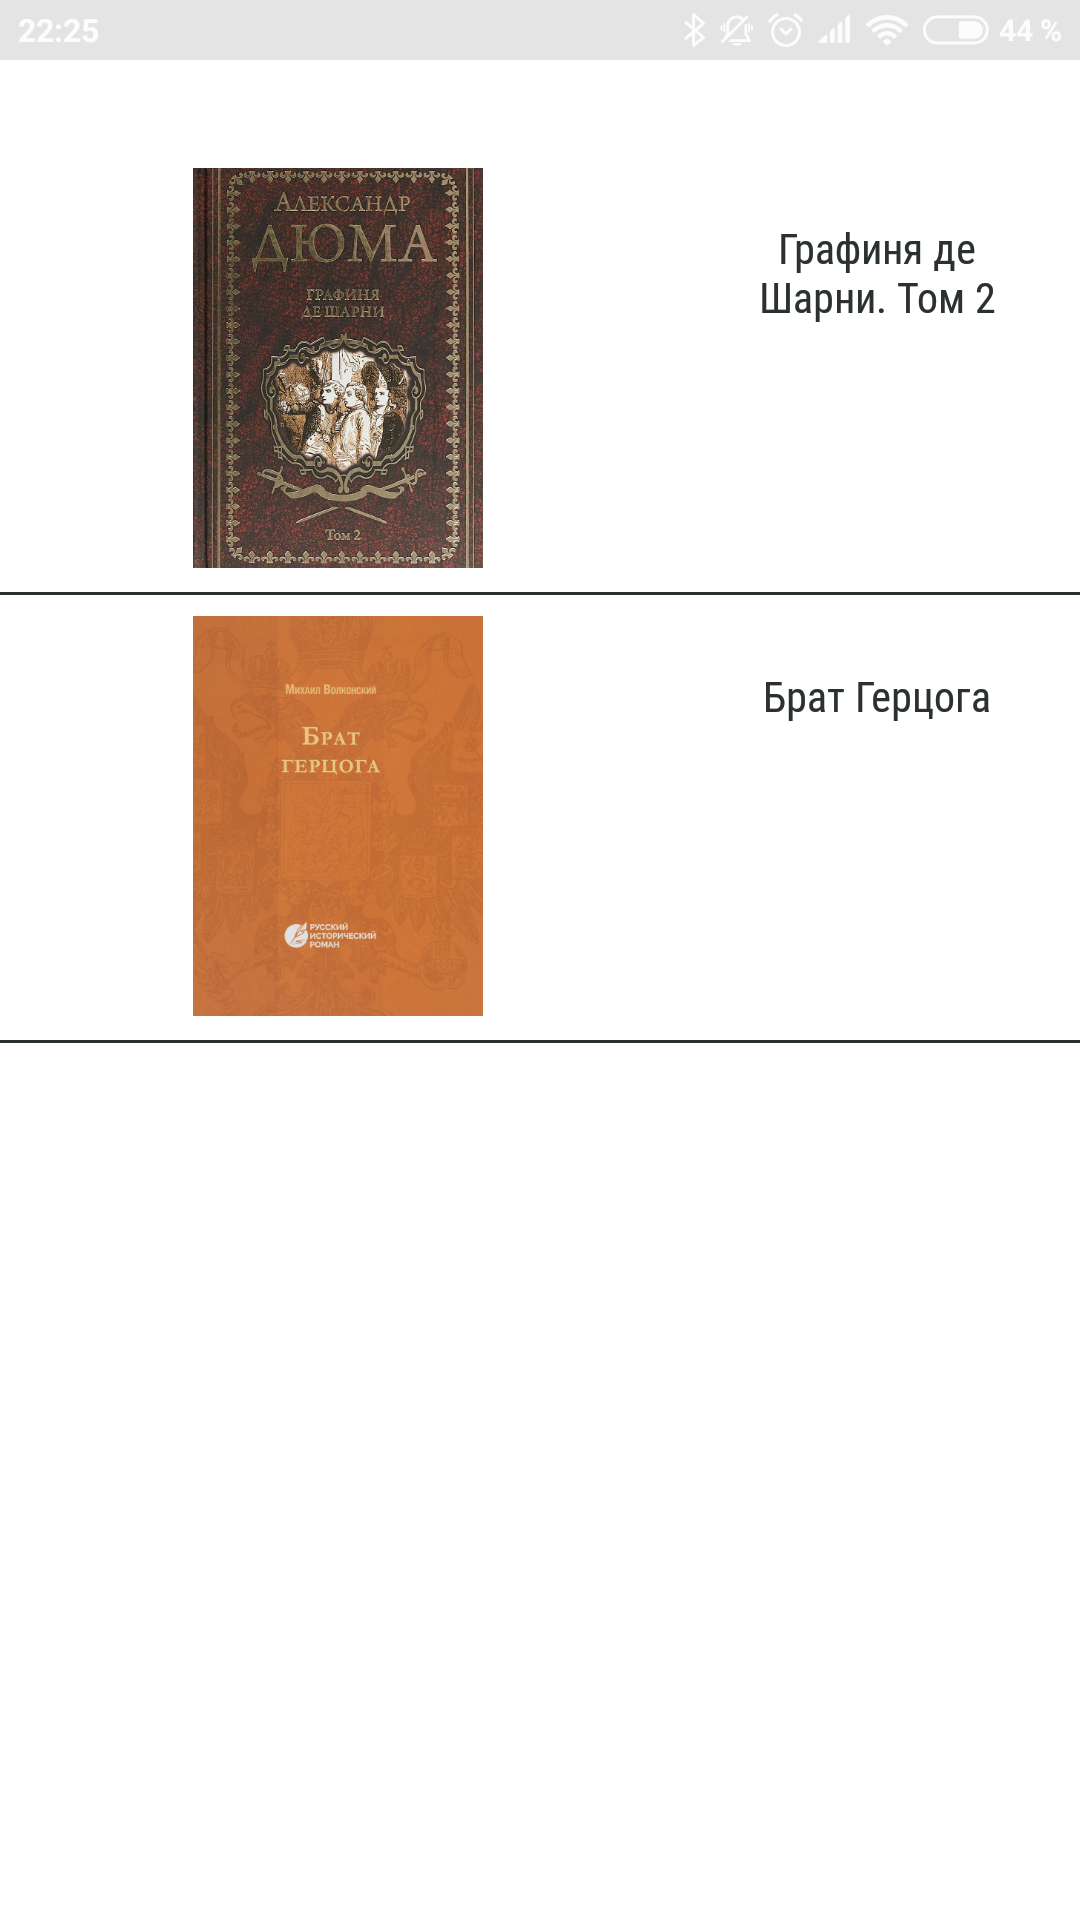 22:25
44 %
АЛЕКСАНДР
ДЮМА
ГРАФИНЯ
ДЕ ШАРНИ
Том 2
Графиня де
Шарни. Том 2
МИХАИЛ ВОЛКОНСКИЙ
БРАТ
ГЕРЦОГА
РУССКИЙ
ИСТОРИЧЕСКИЙ
РОМАН
Брат Герцога